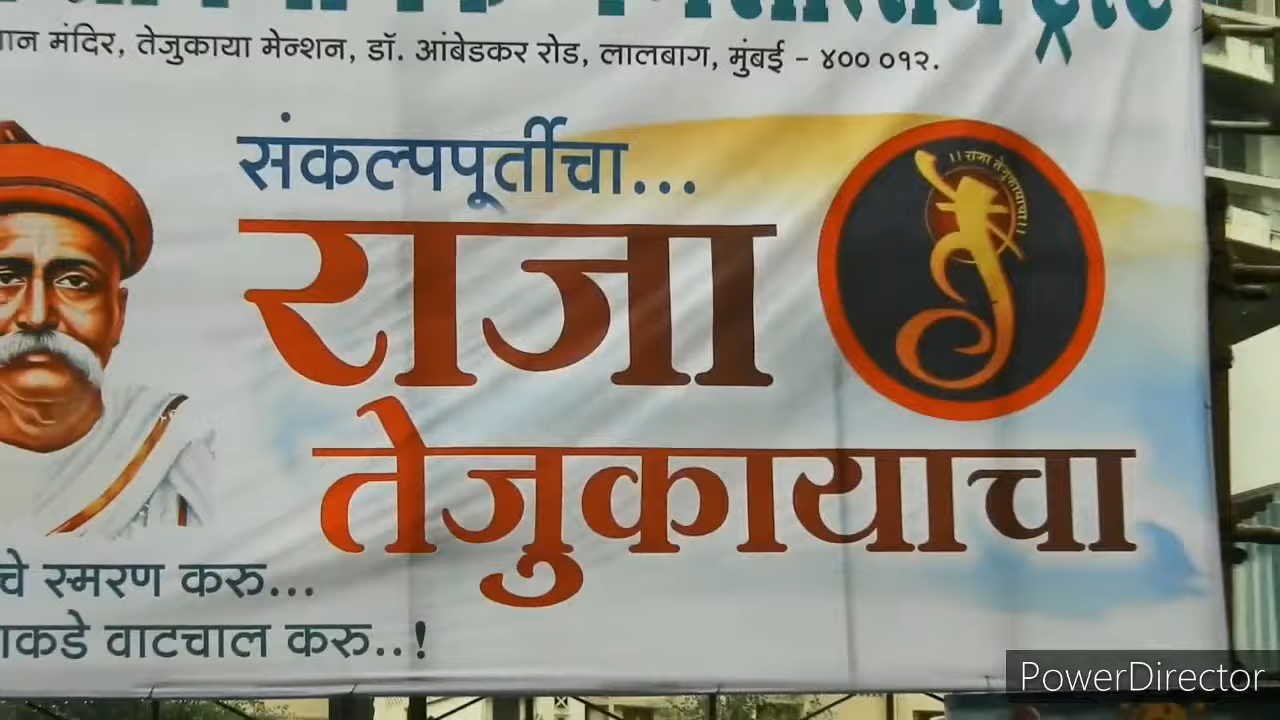 मंदिर, तेजुकाया मेन्शन, डॉ. आंबेडकर रोड, लालबाग, मुंबई - ४०० ०१२.
संकल्पपूर्तीचा...
राजा
।। राजा तेजुकायाचा ।।
तेजुकायाचा
चे स्मरण करु...
कडे वाटचाल करु..!
PowerDirector